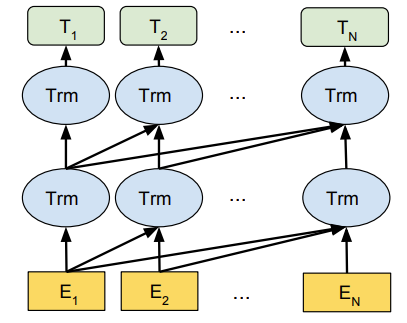 T1 T2 ... TN
Trm Trm ... Trm
Trm Trm ... Trm
E1 E2 ... EN